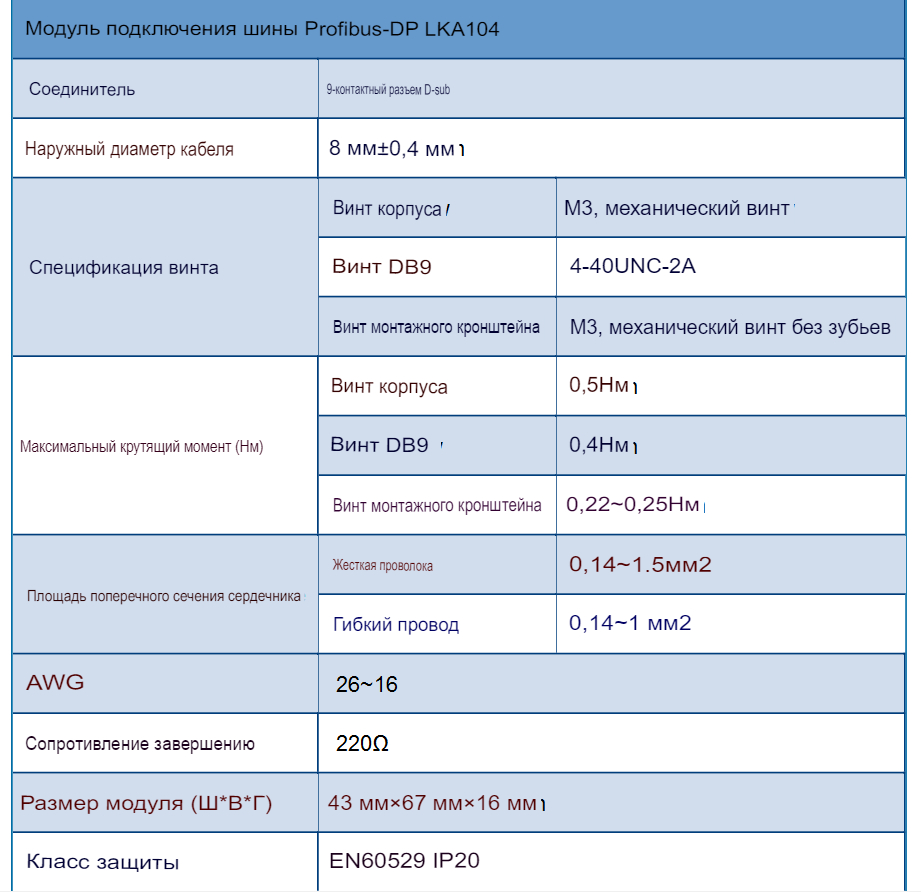 Модуль подключения шины Profibus-DP LKA104
Соединитель 9-контактный разъем D-sub
Наружный диаметр кабеля 8 мм±0,4 мм
Винт корпуса М3, механический винт
Спецификация винта Винт DB9 4-40UNC-2A
Винт монтажного кронштейна М3, механический винт без зубьев
Винт корпуса 0,5Нм
Максимальный крутящий момент (Нм) Винт DB9 0,4Нм
Винт монтажного кронштейна 0,22~0,25Нм
Жесткая проволока 0,14~1.5мм2
Площадь поперечного сечения сердечника
Гибкий провод 0,14~1 мм2
AWG 26~16
Сопротивление завершению 220Ω
Размер модуля (Ш*В*Г) 43 мм×67 мм×16 мм
Класс защиты EN60529 IP20